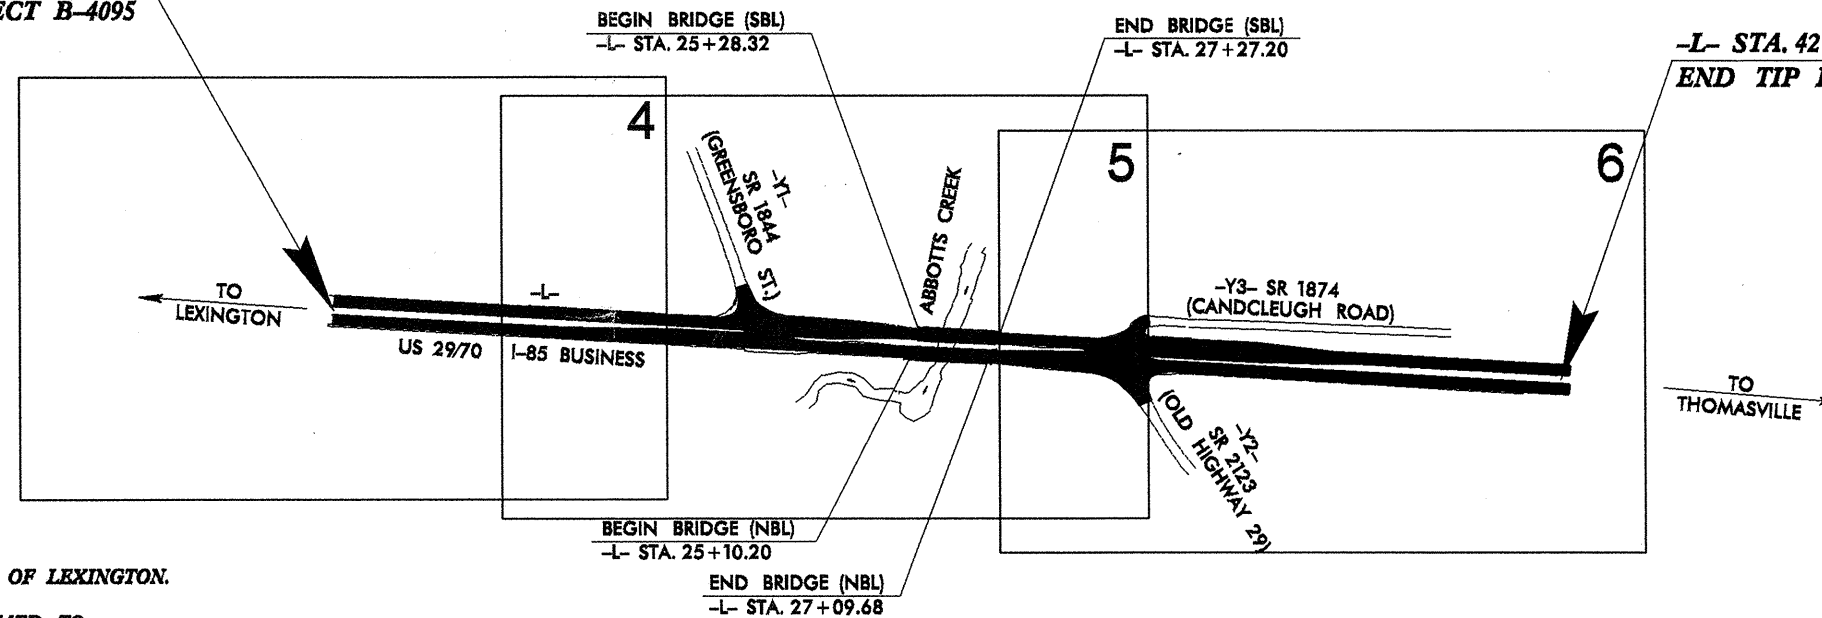 ECT B-4095
BEGIN BRIDGE (SBL)
-L- STA. 25+28.32
END BRIDGE (SBL)
-L- STA. 27+27.20
-L- STA. 42
END TIP
4
5
6
-Y1-
SR 1844
(GREENSBORO ST.)
ABBOTTS CREEK
TO
LEXINGTON
-L-
US 29/70 I-85 BUSINESS
-Y3- SR 1874
(CANDCLEUGH ROAD)
TO
THOMASVILLE
-Y2-
SR 2123
(OLD HIGHWAY 29)
BEGIN BRIDGE (NBL)
-L- STA. 25+10.20
END BRIDGE (NBL)
-L- STA. 27+09.68
OF LEXINGTON.